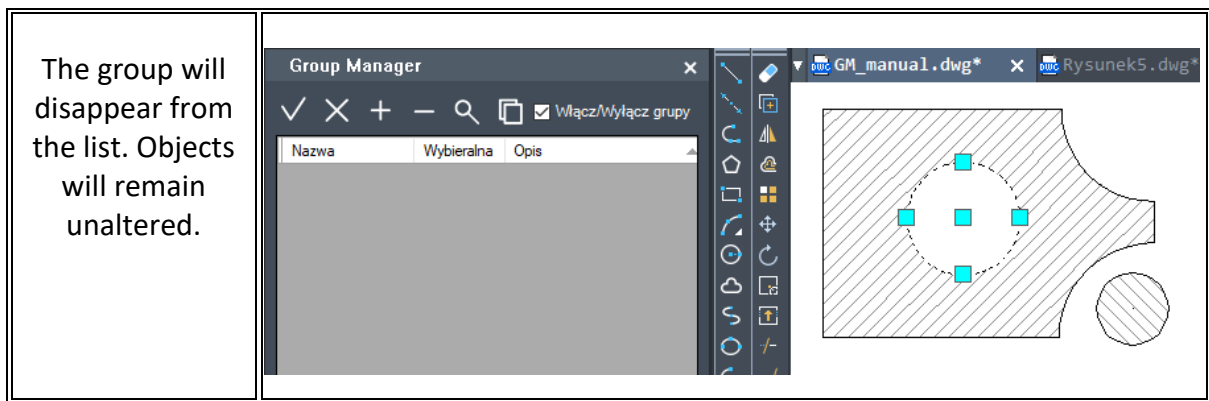 The group will
disappear from
the list. Objects
will remain
unaltered.
Group Manager
Włącz/Wyłącz grupy
Nazwa Wybieralna Opis
GM_manual.dwg* Rysunek5.dwg*